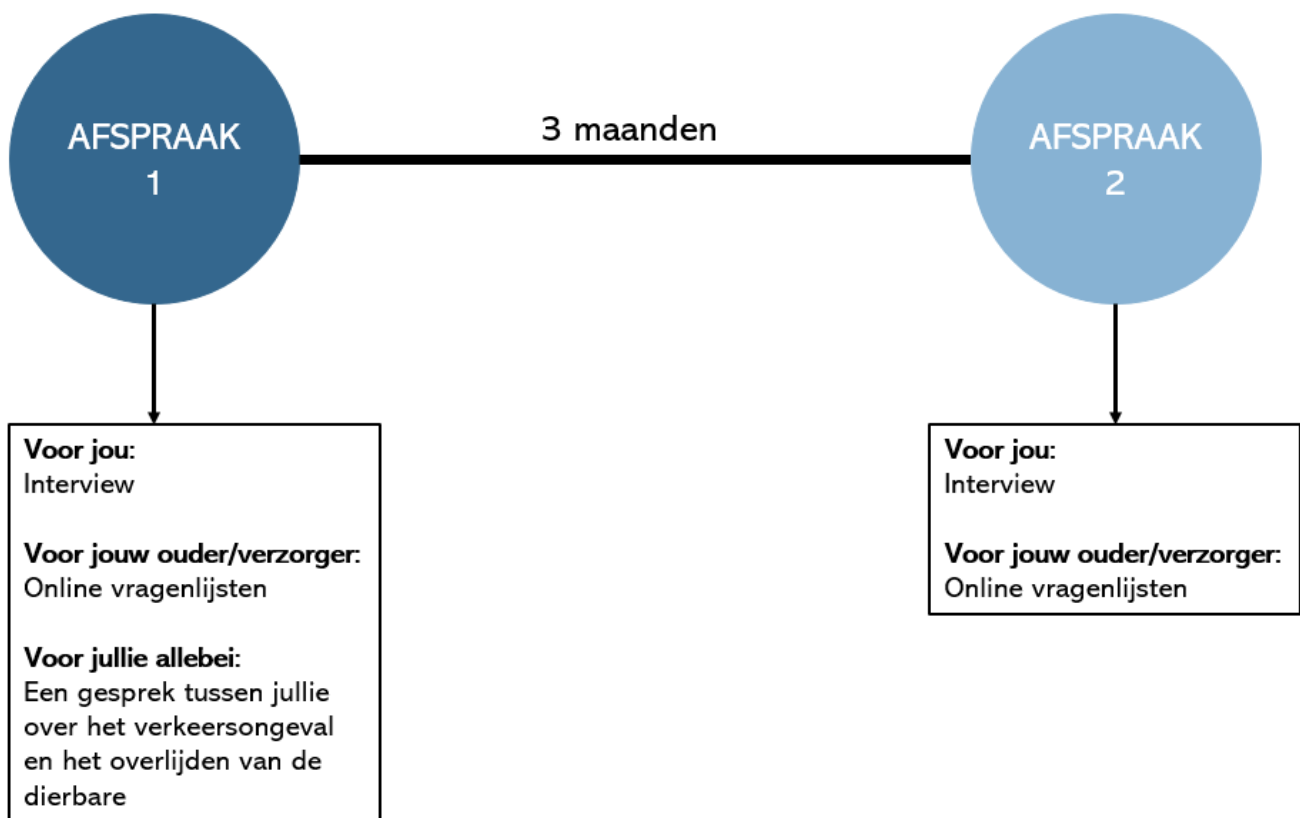 AFSPRAAK
1
3 maanden
AFSPRAAK
2
Voor jou:
Interview
Voor jouw ouder/verzorger:
Online vragenlijsten
Voor jullie allebei:
Een gesprek tussen jullie
over het verkeersongeval
en het overlijden van de
dierbare
Voor jou:
Interview
Voor jouw ouder/verzorger:
Online vragenlijsten